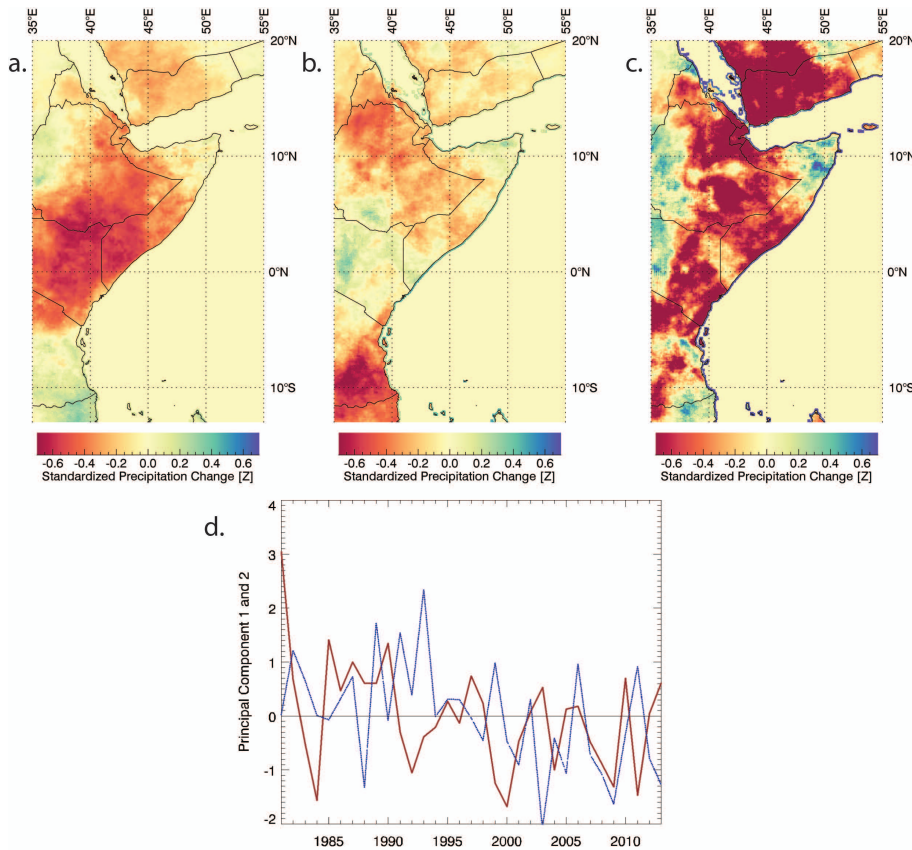 35°E 40°E 45°E 50°E 55°E
35°E 40°E 45°E 50°E 55°E
35°E 40°E 45°E 50°E 55°E
a.
b.
c.
20°N
10°N
0°N
10°S
20°N
10°N
0°N
10°S
20°N
10°N
0°N
10°S
-0.6 -0.4 -0.2 0.0 0.2 0.4 0.6
Standardized Precipitation Change [Z]
-0.6 -0.4 -0.2 0.0 0.2 0.4 0.6
Standardized Precipitation Change [Z]
-0.6 -0.4 -0.2 0.0 0.2 0.4 0.6
Standardized Precipitation Change [Z]
d.
Principal Component 1 and 2
4
3
2
1
0
-1
-2
1985 1990 1995 2000 2005 2010